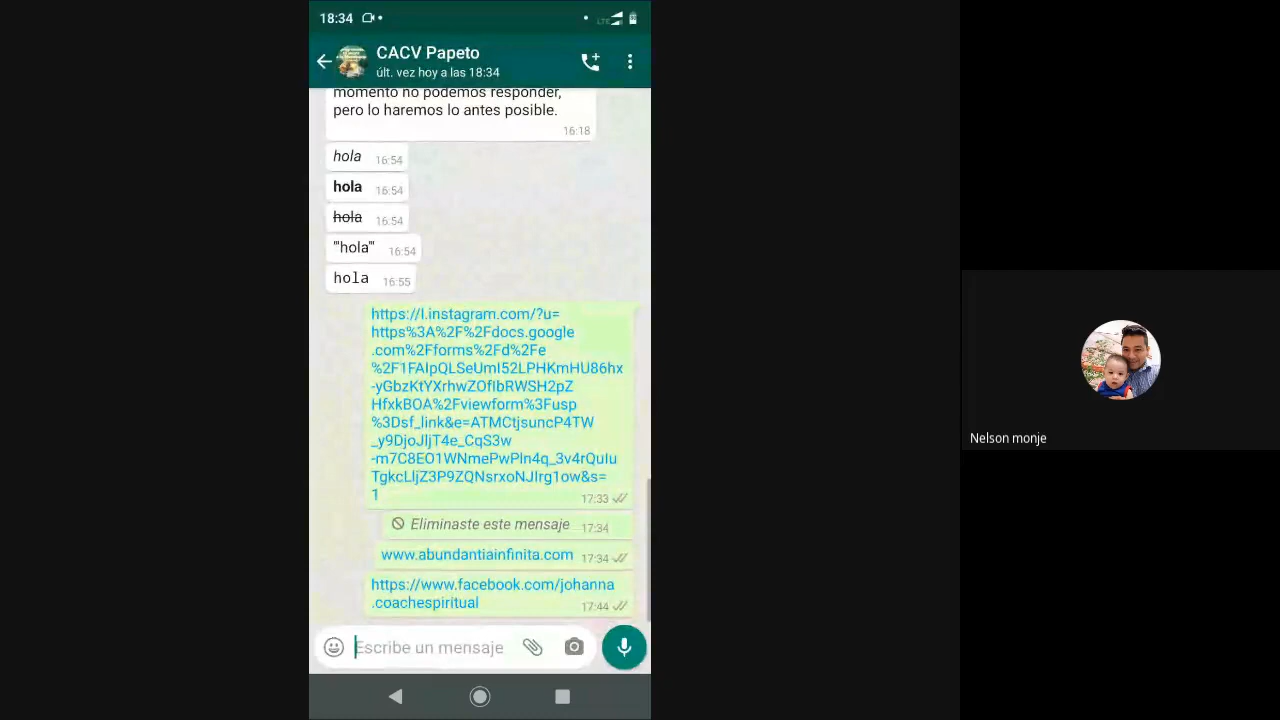 18:34
LTE
CACV Papeto
últ. vez hoy a las 18:34
momento no podemos responder,
pero lo haremos lo antes posible.
16:18
hola 16:54
hola 16:54
hola 16:54
'"hola'" 16:54
hola 16:55
https://l.instagram.com/?u=
https%3A%2F%2Fdocs.google
.com%2Fforms%2Fd%2Fe
%2F1FAIpQLSeUmI52LPHKmHU86hx
-yGbzKtYXrhwZOfIbRWSH2pZ
HfxkBOA%2Fviewform%3Fusp
%3Dsf_link&e=ATMCtjsuncP4TW
_y9DjoJIjT4e_CqS3w
-m7C8EO1WNmePwPln4q_3v4rQuIu
TgkcLljZ3P9ZQNsrxoNJIrg1ow&s=
1
17:33
Eliminaste este mensaje 17:34
www.abundantiainfinita.com 17:34
https://www.facebook.com/johanna
.coachespiritual
17:44
Escribe un mensaje
Nelson monje